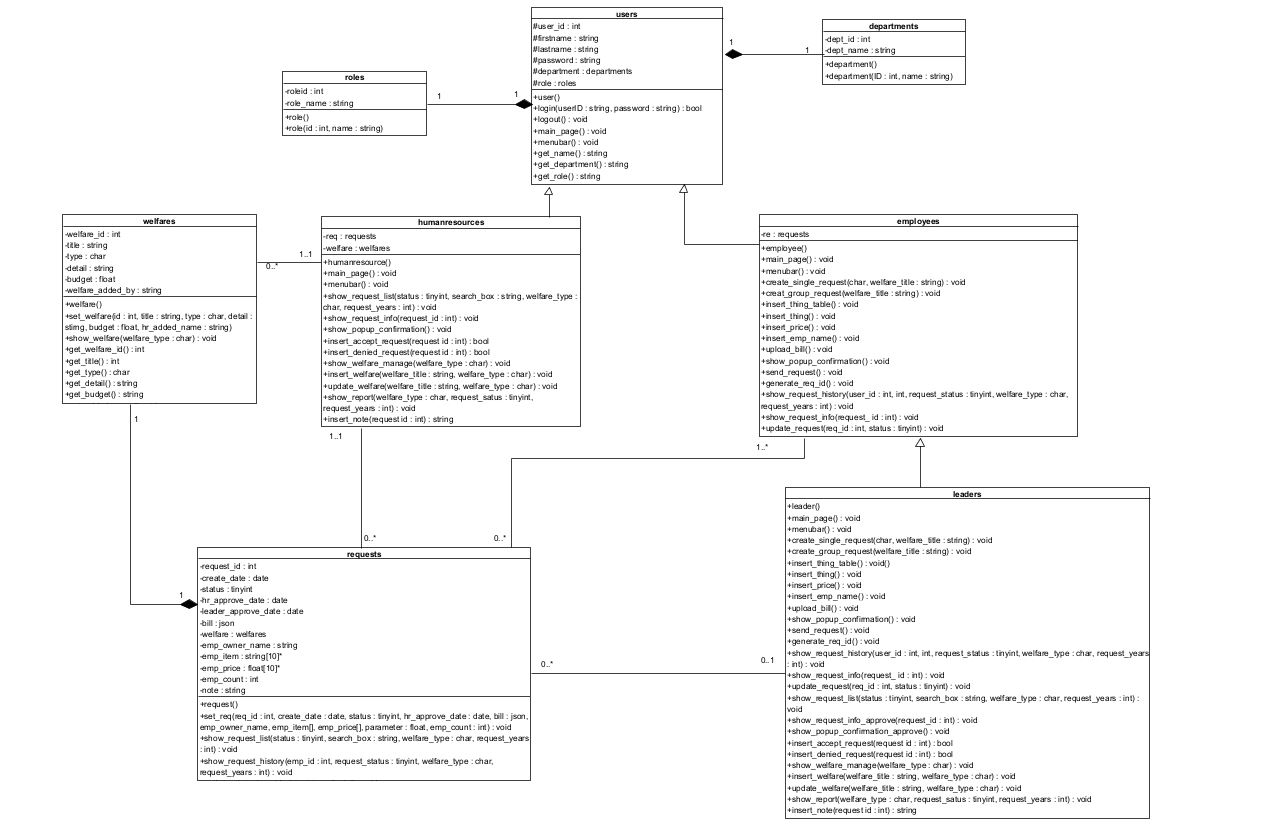 users
#user_id : int
#firstname : string
#lastname : string
#password : string
#department : departments
#role : roles
+user()
+login(userID : string, password : string) : bool
+logout() : void
+main_page() : void
+menubar() : void
+get_name() : string
+get_department() : string
+get_role() : string
departments
-dept_id : int
-dept_name : string
+department()
+department(ID : int, name : string)
1
1
roles
-roleid : int
-role_name : string
+role()
+role(id : int, name : string)
1
1
welfares
-welfare_id : int
-title : string
-type : char
-detail : string
-budget : float
-welfare_added_by : string
+welfare()
+set_welfare(id : int, title : string, type : char, detail :
string, budget : float, hr_added_name : string)
+show_welfare(welfare_type : char) : void
+get_welfare_id() : int
+get_title() : int
+get_type() : char
+get_detail() : string
+get_budget() : string
0..*
1..1
humanresources
-req : requests
-welfare : welfares
+humanresource()
+main_page() : void
+menubar() : void
+show_request_list(status : tinyint, search_box : string, welfare_type :
char, request_years : int) : void
+show_request_info(request_id : int) : void
+show_popup_confirmation() : void
+insert_accept_request(request id : int) : bool
+insert_denied_request(request id : int) : bool
+show_welfare_manage(welfare_type : char) : void
+insert_welfare(welfare_title : string, welfare_type : char) : void
+update_welfare(welfare_title : string, welfare_type : char) : void
+show_report(welfare_type : char, request_satus : tinyint,
request_years : int) : void
+insert_note(request id : int) : string
employees
-re : requests
+employee()
+main_page() : void
+menubar() : void
+create_single_request(char, welfare_title : string) : void
+creat_group_request(welfare_title : string) : void
+insert_thing_table() : void
+insert_thing() : void
+insert_price() : void
+insert_emp_name() : void
+upload_bill() : void
+show_popup_confirmation() : void
+send_request() : void
+generate_req_id() : void
+show_request_history(user_id : int, int, request_status : tinyint, welfare_type : char,
request_years : int) : void
+show_request_info(request_ id : int) : void
+update_request(req_id : int, status : tinyint) : void
1
1..1
1..*
0..*
0..*
1
requests
-request_id : int
-create_date : date
-status : tinyint
-hr_approve_date : date
-leader_approve_date : date
-bill : json
-welfare : welfares
-emp_owner_name : string
-emp_item : string[10]*
-emp_price : float[10]*
-emp_count : int
-note : string
+request()
+set_req(req_id : int, create_date : date, status : tinyint, hr_approve_date : date, bill : json,
emp_owner_name, emp_item[], emp_price[], parameter : float, emp_count : int) : void
+show_request_list(status : tinyint, search_box : string, welfare_type : char, request_years
: int) : void
+show_request_history(emp_id : int, request_status : tinyint, welfare_type : char,
request_years : int) : void
0..*
0..1
leaders
+leader()
+main_page() : void
+menubar() : void
+create_single_request(char, welfare_title : string) : void
+create_group_request(welfare_title : string) : void
+insert_thing_table() : void()
+insert_thing() : void
+insert_price() : void
+insert_emp_name() : void
+upload_bill() : void
+show_popup_confirmation() : void
+send_request() : void
+generate_req_id() : void
+show_request_history(user_id : int, int, request_status : tinyint, welfare_type : char, request_years
: int) : void
+show_request_info(request_ id : int) : void
+update_request(req_id : int, status : tinyint) : void
+show_request_list(status : tinyint, search_box : string, welfare_type : char, request_years : int) :
void
+show_request_info_approve(request_id : int) : void
+show_popup_confirmation_approve() : void
+insert_accept_request(request id : int) : bool
+insert_denied_request(request id : int) : bool
+show_welfare_manage(welfare_type : char) : void
+insert_welfare(welfare_title : string, welfare_type : char) : void
+update_welfare(welfare_title : string, welfare_type : char) : void
+show_report(welfare_type : char, request_satus : tinyint, request_years : int) : void
+insert_note(request id : int) : string